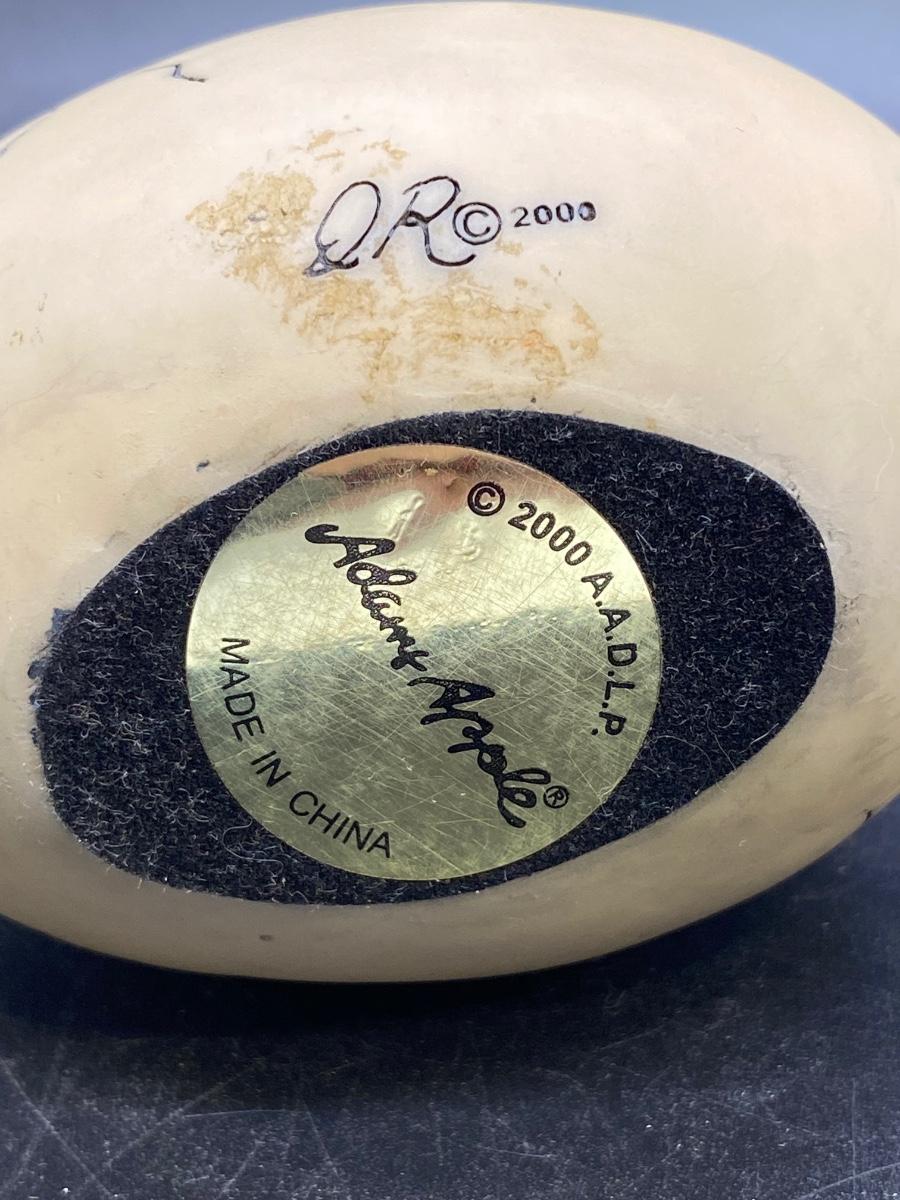 QR © 2000
© 2000 A.A.D.L.P.
Adams Apple®
MADE IN CHINA